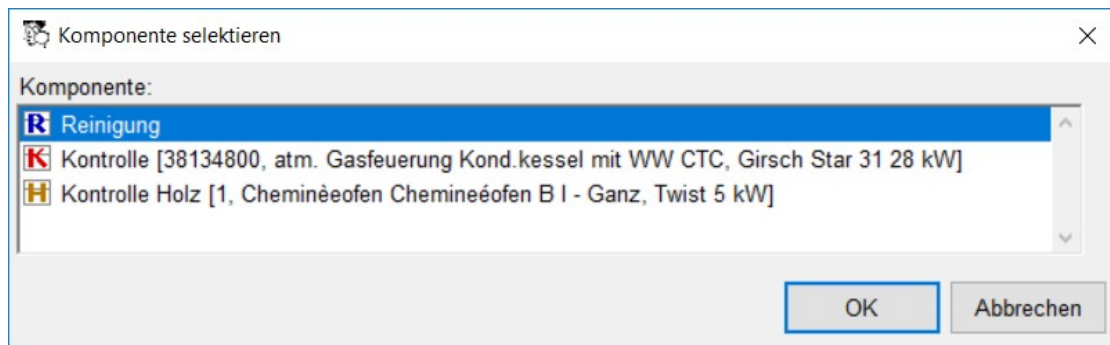 Komponente selektieren
Komponente:
R Reinigung
K Kontrolle [38134800, atm. Gasfeuerung Kond.kessel mit WW CTC, Girsch Star 31 28 kW]
H Kontrolle Holz [1, Cheminèeofen Chemineéofen B I - Ganz, Twist 5 kW]
OK Abbrechen